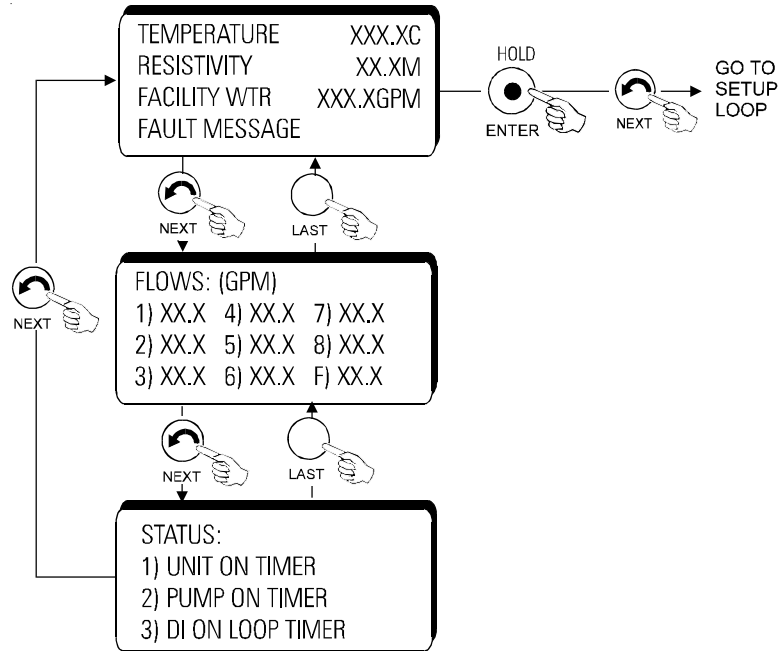 TEMPERATURE XXX.XC
RESISTIVITY XX.XM
FACILITY WTR XXX.XGPM
FAULT MESSAGE
HOLD
ENTER
NEXT
GO TO
SETUP
LOOP
NEXT
LAST
FLOWS: (GPM)
1) XX.X 4) XX.X 7) XX.X
2) XX.X 5) XX.X 8) XX.X
3) XX.X 6) XX.X F) XX.X
NEXT
NEXT
LAST
STATUS:
1) UNIT ON TIMER
2) PUMP ON TIMER
3) DI ON LOOP TIMER